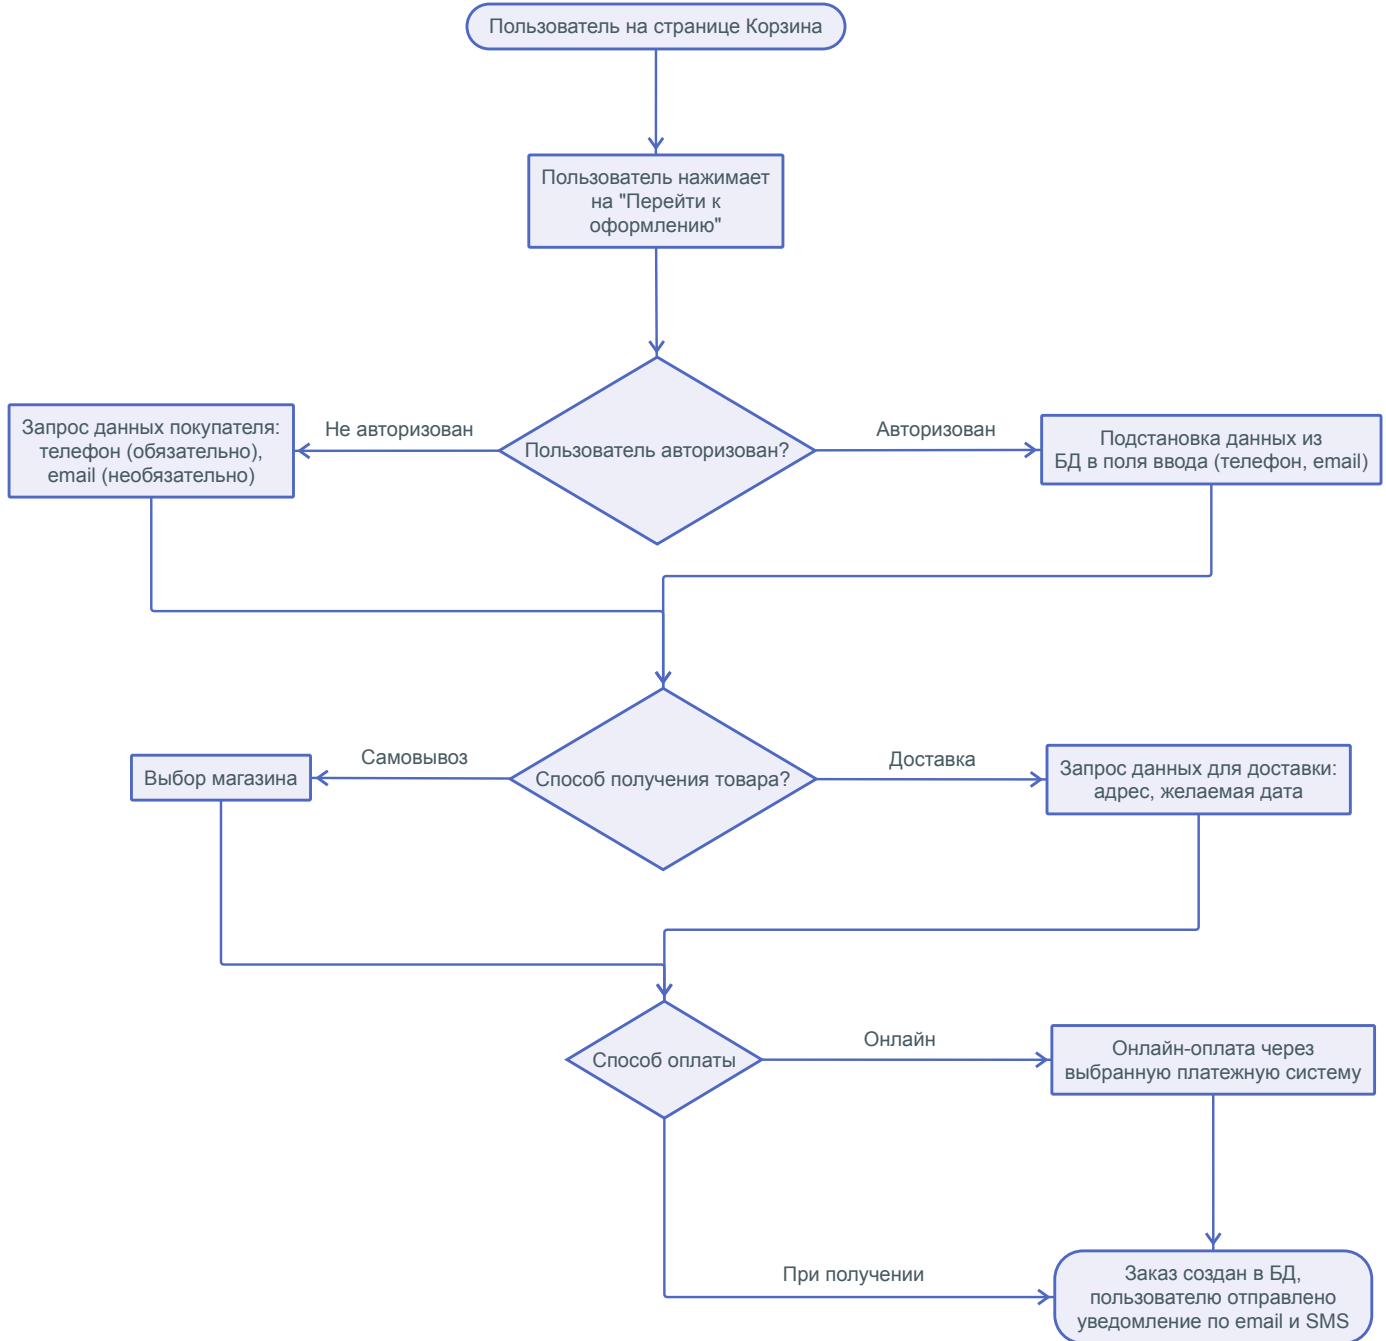 Пользователь на странице Корзина
Пользователь нажимает
на "Перейти к
оформлению"
Не авторизован
Пользователь авторизован?
Авторизован
Запрос данных покупателя:
телефон (обязательно),
email (необязательно)
Подстановка данных из
БД в поля ввода (телефон, email)
Самовывоз
Способ получения товара?
Доставка
Выбор магазина
Запрос данных для доставки:
адрес, желаемая дата
Способ оплаты
Онлайн
Онлайн-оплата через
выбранную платежную систему
При получении
Заказ создан в БД,
пользователю отправлено
уведомление по email и SMS